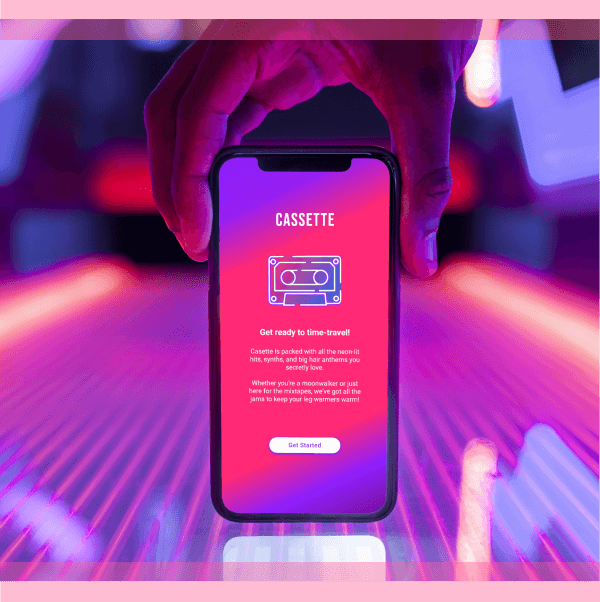 CASSETTE
Get ready to time-travel!
Casette is packed with all the neon-lit
hits, synths, and big hair anthems you
secretly love.
Whether you're a moonwalker or just
here for the mixtapes, we've got all the
jams to keep your leg warmers warm!
Get Started